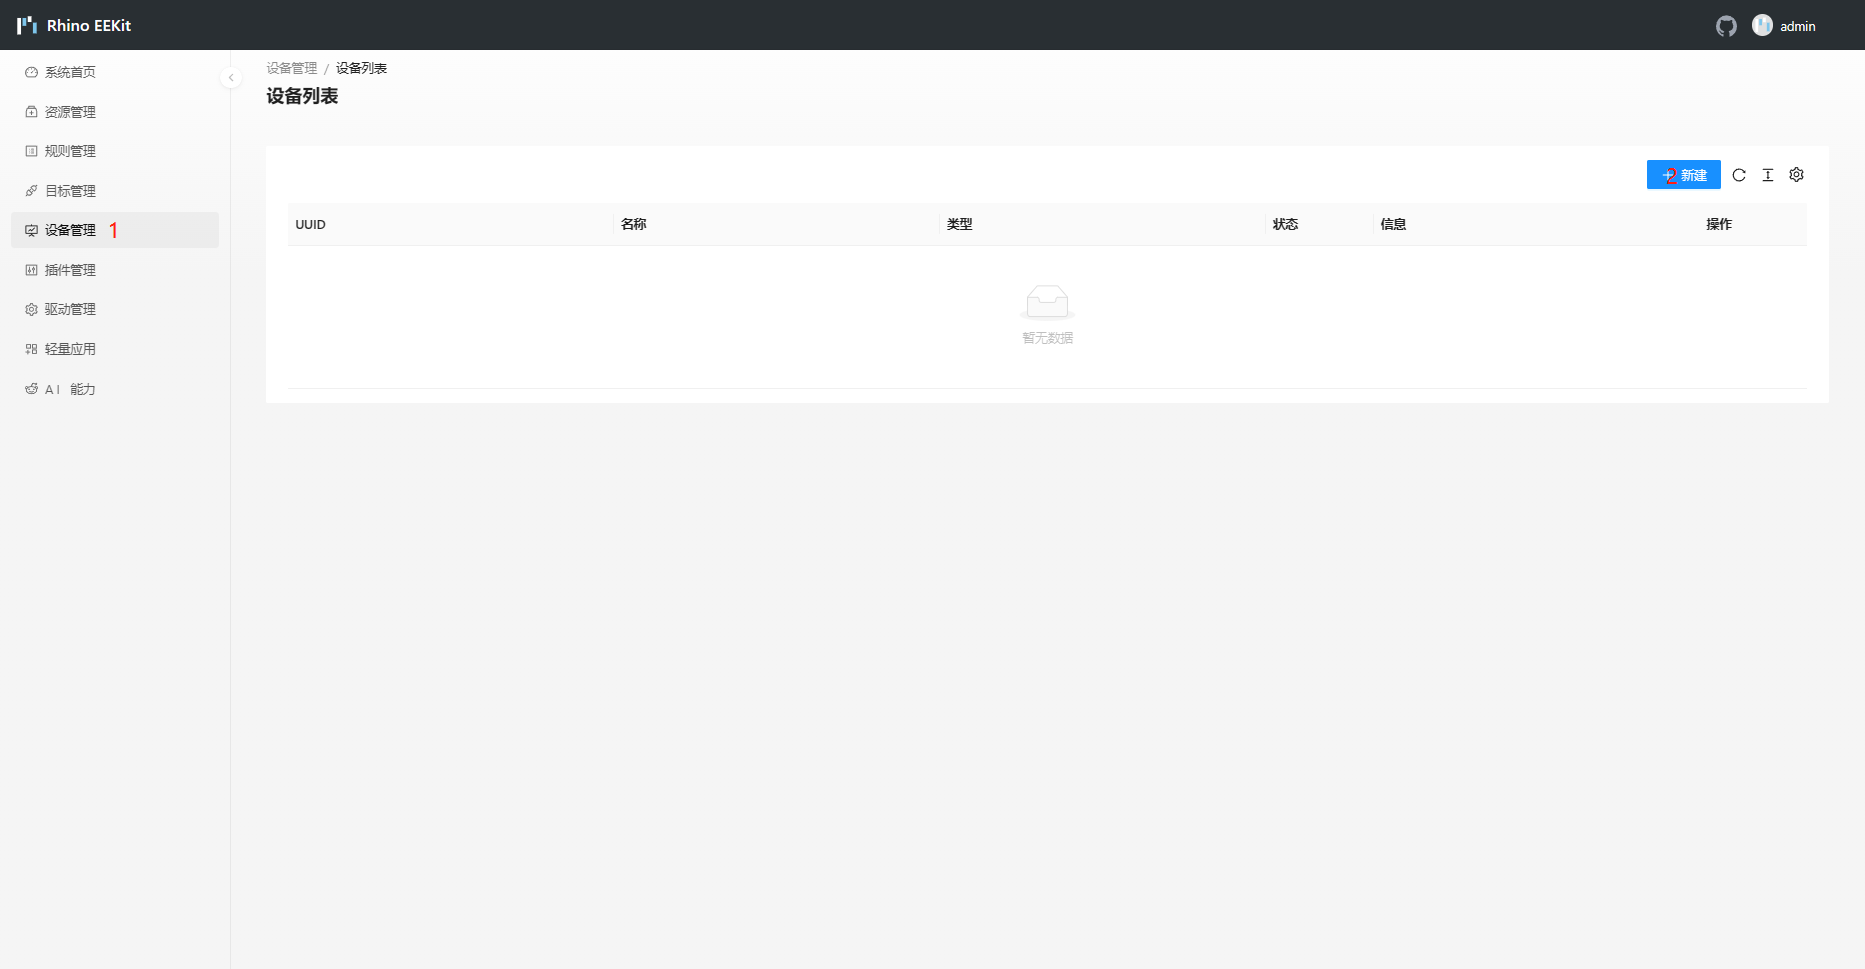 Rhino EEKit
admin
系统首页
资源管理
规则管理
目标管理
设备管理 1
插件管理
驱动管理
轻量应用
AI 能力
设备管理 / 设备列表
设备列表
2 新建
UUID 名称 类型 状态 信息 操作
暂无数据